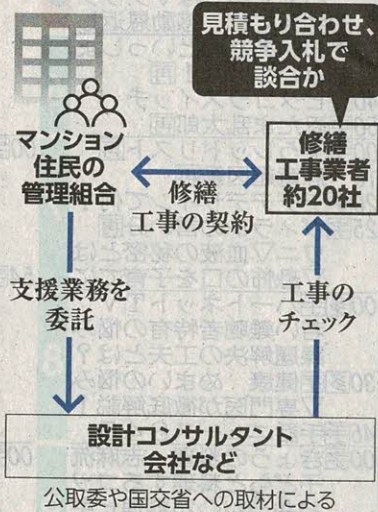 見積もり合わせ、
競争入札で
談合か
マンション
住民の
管理組合
修繕
工事業者
約20社
修繕
工事の契約
支援業務を
委託
工事の
チェック
設計コンサルタント
会社など
公取委や国交省への取材による